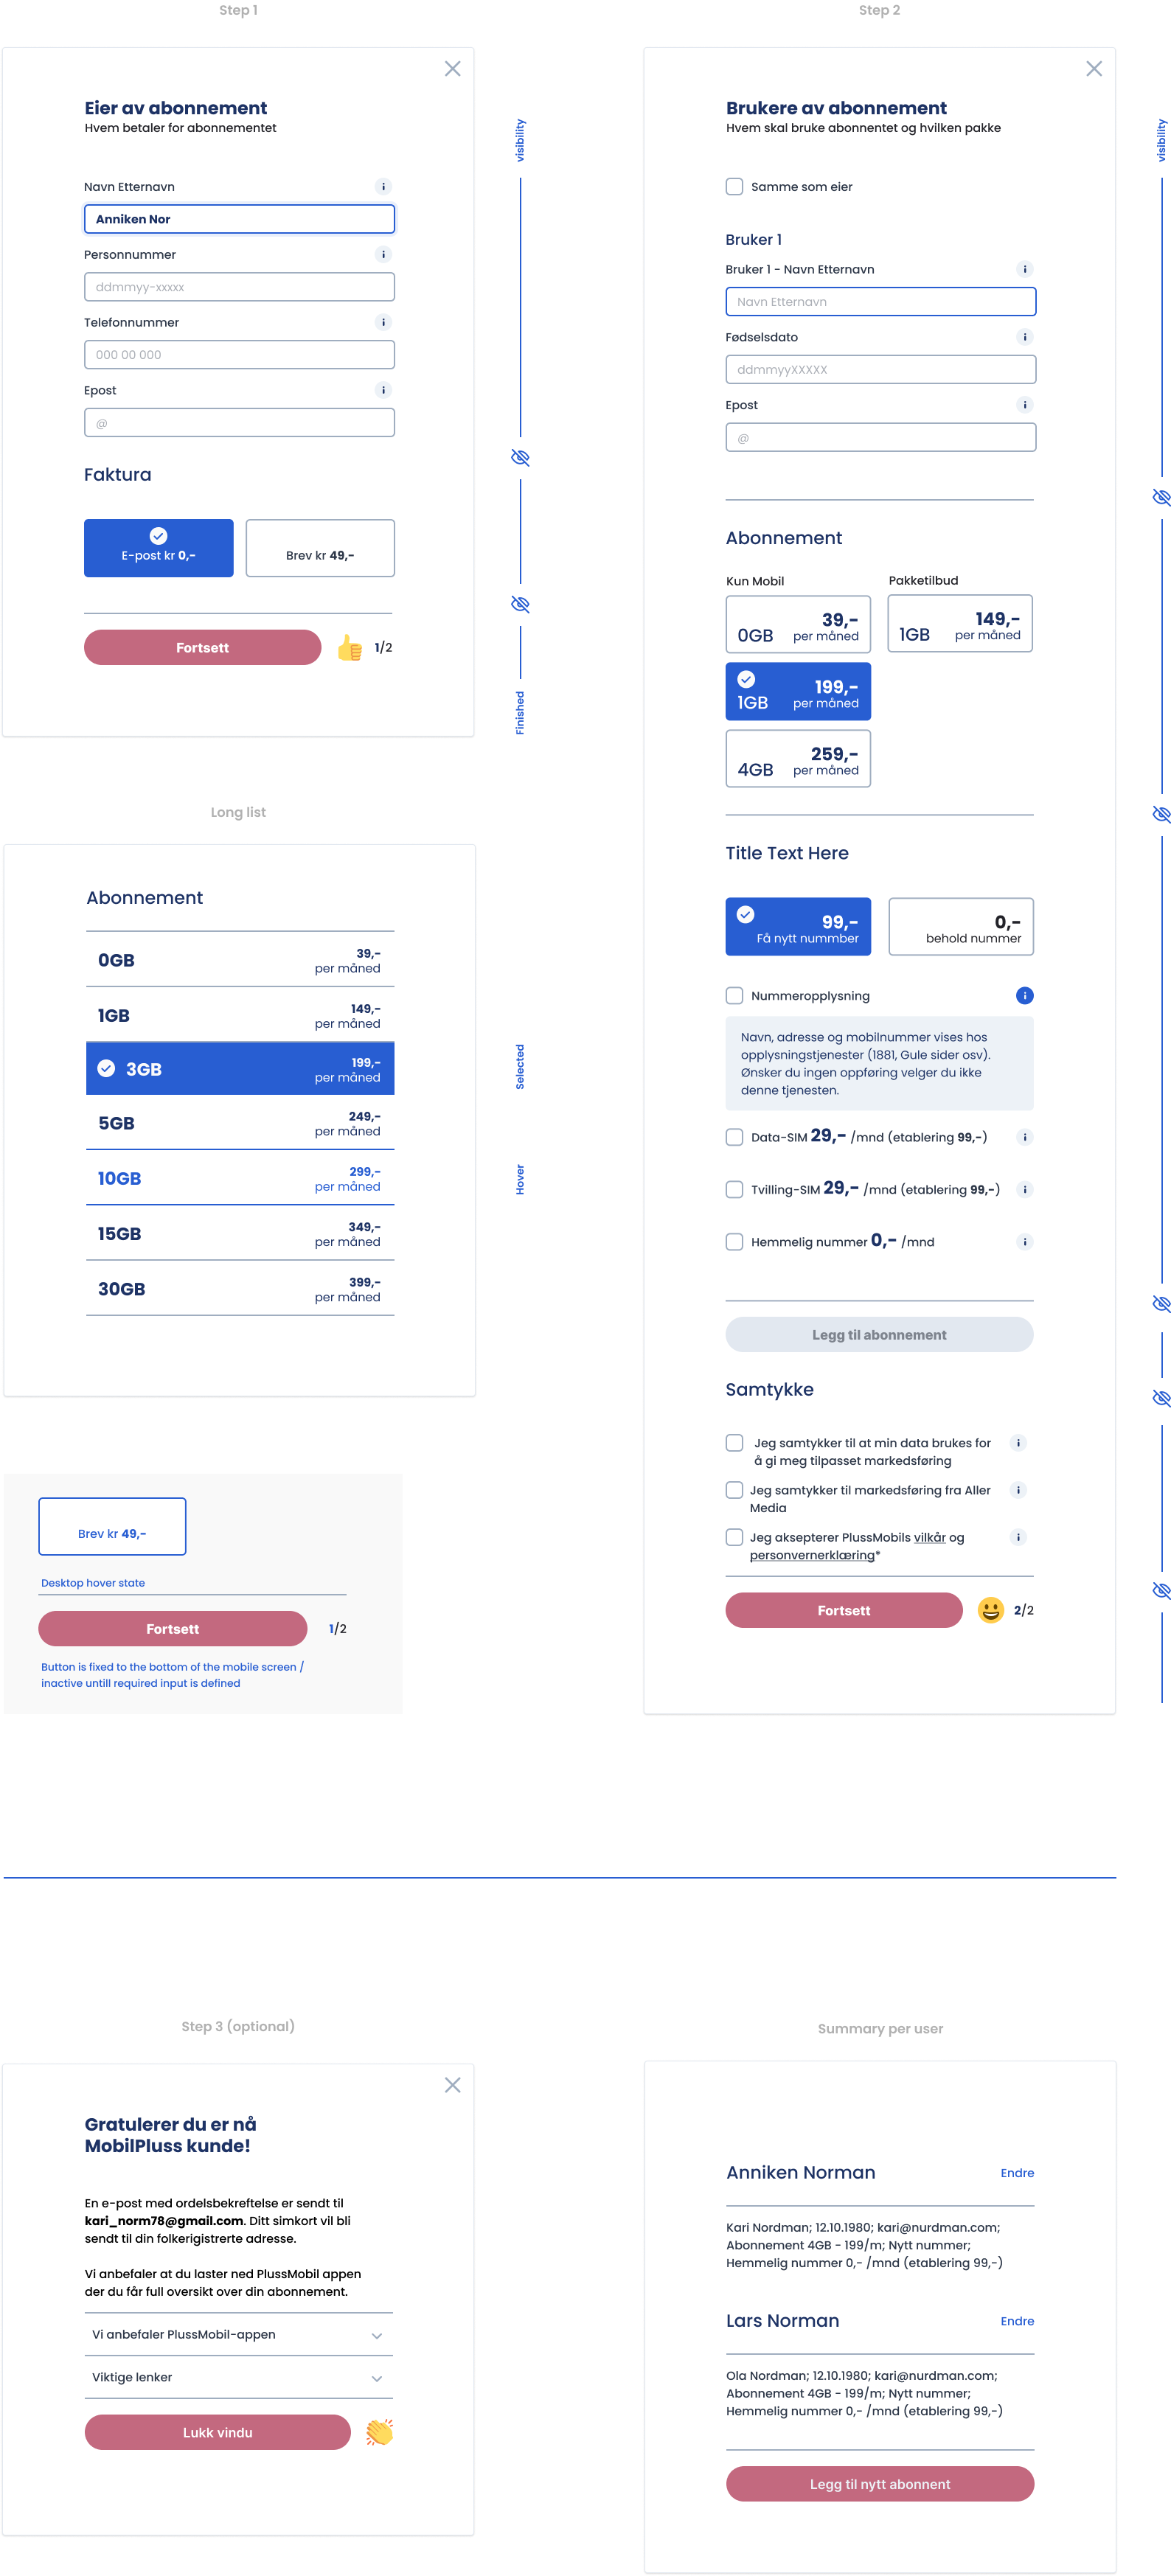 Step 1
Eier av abonnement
Hvem betaler for abonnementet
Navn Etternavn
i
Anniken Nor
Personnummer
i
ddmmyy-xxxxx
Telefonnummer
i
000 00 000
Epost
i
@
Faktura
E-post kr 0,-
Brev kr 49,-
Fortsett
1/2
visibility
Finished
Long list
Abonnement
0GB
39,-
per måned
1GB
149,-
per måned
3GB
199,-
per måned
5GB
249,-
per måned
10GB
299,-
per måned
15GB
349,-
per måned
30GB
399,-
per måned
Selected
Hover
Brev kr 49,-
Desktop hover state
Fortsett
1/2
Button is fixed to the bottom of the mobile screen /
inactive untill required input is defined
Step 2
Brukere av abonnement
Hvem skal bruke abonnentet og hvilken pakke
Samme som eier
Bruker 1
Bruker 1 - Navn Etternavn
i
Navn Etternavn
Fødselsdato
i
ddmmyyXXXXX
Epost
i
@
Abonnement
Kun Mobil
0GB
39,-
per måned
1GB
199,-
per måned
4GB
259,-
per måned
Pakketilbud
1GB
149,-
per måned
Title Text Here
99,-
Få nytt nummber
0,-
behold nummer
Nummeropplysning
i
Navn, adresse og mobilnummer vises hos
opplysningstjenester (1881, Gule sider osv).
Ønsker du ingen oppføring velger du ikke
denne tjenesten.
Data-SIM 29,- /mnd (etablering 99,-)
i
Tvilling-SIM 29,- /mnd (etablering 99,-)
i
Hemmelig nummer 0,- /mnd
i
Legg til abonnement
Samtykke
Jeg samtykker til at min data brukes for
å gi meg tilpasset markedsføring
i
Jeg samtykker til markedsføring fra Aller
Media
i
Jeg aksepterer PlussMobils vilkår og
personvernerklæring*
i
Fortsett
2/2
visibility
Step 3 (optional)
Gratulerer du er nå
MobilPluss kunde!
En e-post med ordelsbekreftelse er sendt til
kari_norm78@gmail.com. Ditt simkort vil bli
sendt til din folkerigistrerte adresse.
Vi anbefaler at du laster ned PlussMobil appen
der du får full oversikt over din abonnement.
Vi anbefaler PlussMobil-appen
Viktige lenker
Lukk vindu
Summary per user
Anniken Norman
Endre
Kari Nordman; 12.10.1980; kari@nurdman.com;
Abonnement 4GB - 199/m; Nytt nummer;
Hemmelig nummer 0,- /mnd (etablering 99,-)
Lars Norman
Endre
Ola Nordman; 12.10.1980; kari@nurdman.com;
Abonnement 4GB - 199/m; Nytt nummer;
Hemmelig nummer 0,- /mnd (etablering 99,-)
Legg til nytt abonnent